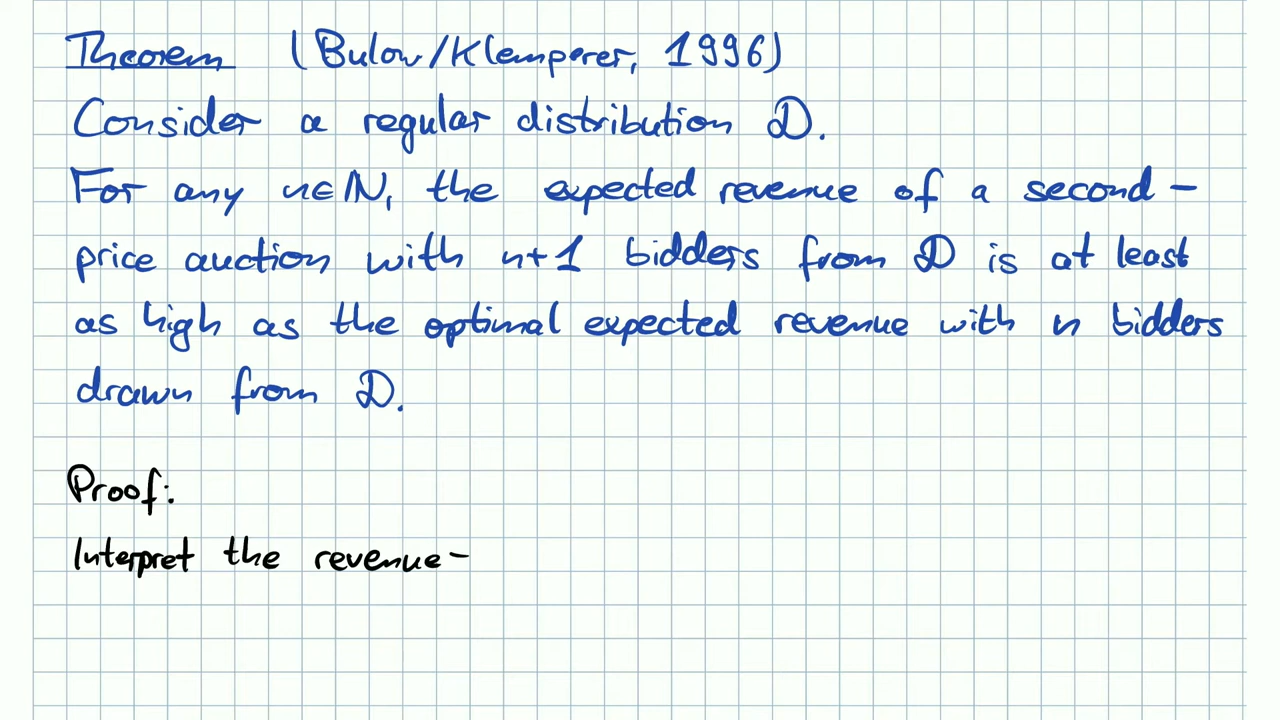 Theorem (Bulow/Klemperer, 1996)
Consider a regular distribution D.
For any n∈ℕ, the expected revenue of a second-
price auction with n+1 bidders from D is at least
as high as the optimal expected revenue with n bidders
drawn from D.
Proof:
Interpret the revenue-